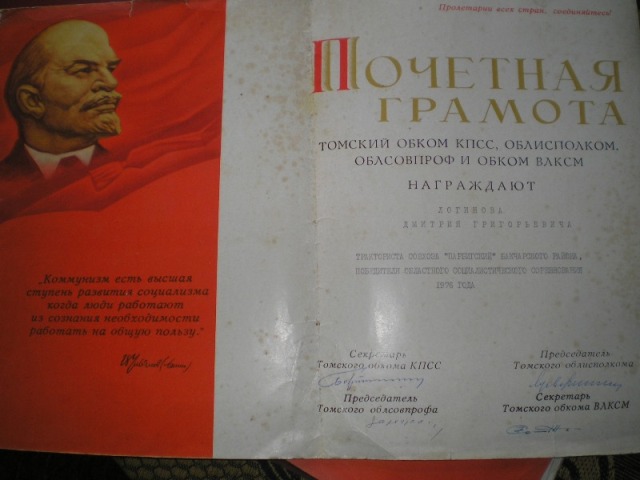 Пролетарии всех стран, соединяйтесь!
ПОЧЕТНАЯ
ГРАМОТА
ТОМСКИЙ ОБКОМ КПСС, ОБЛИСПОЛКОМ,
ОБЛСОВПРОФ И ОБКОМ ВЛКСМ
НАГРАЖДАЮТ
ЛОГИНОВА
ДМИТРИЯ ГРИГОРЬЕВИЧА
ТРАКТОРИСТА СОВХОЗА "ПАРБИГСКИЙ" БАКЧАРСКОГО РАЙОНА,
ПОБЕДИТЕЛЯ ОБЛАСТНОГО СОЦИАЛИСТИЧЕСКОГО СОРЕВНОВАНИЯ
ГОДА
„Коммунизм есть высшая
ступень развития социализма
когда люди работают
из сознания необходимости
работать на общую пользу."
Секретарь
Томского обкома КПСС
Председатель
Томского облисполкома
Председатель
Томского облсовпрофа
Секретарь
Томского обкома ВЛКСМ